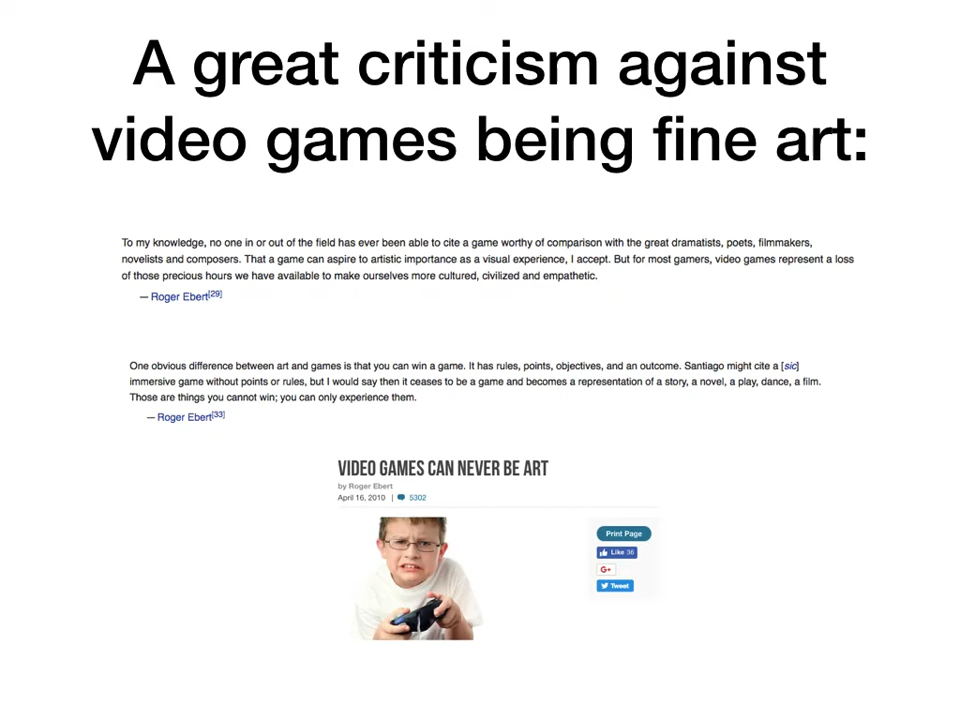 A great criticism against
video games being fine art:
To my knowledge, no one in or out of the field has ever been able to cite a game worthy of comparison with the great dramatists, poets, filmmakers,
novelists and composers. That a game can aspire to artistic importance as a visual experience, I accept. But for most gamers, video games represent a loss
of those precious hours we have available to make ourselves more cultured, civilized and empathetic.
— Roger Ebert[29]
One obvious difference between art and games is that you can win a game. It has rules, points, objectives, and an outcome. Santiago might cite a [sic]
immersive game without points or rules, but I would say then it ceases to be a game and becomes a representation of a story, a novel, a play, dance, a film.
Those are things you cannot win; you can only experience them.
— Roger Ebert[33]
VIDEO GAMES CAN NEVER BE ART
by Roger Ebert
April 16, 2010 | 5302
Print Page
Like 36
G+
Tweet